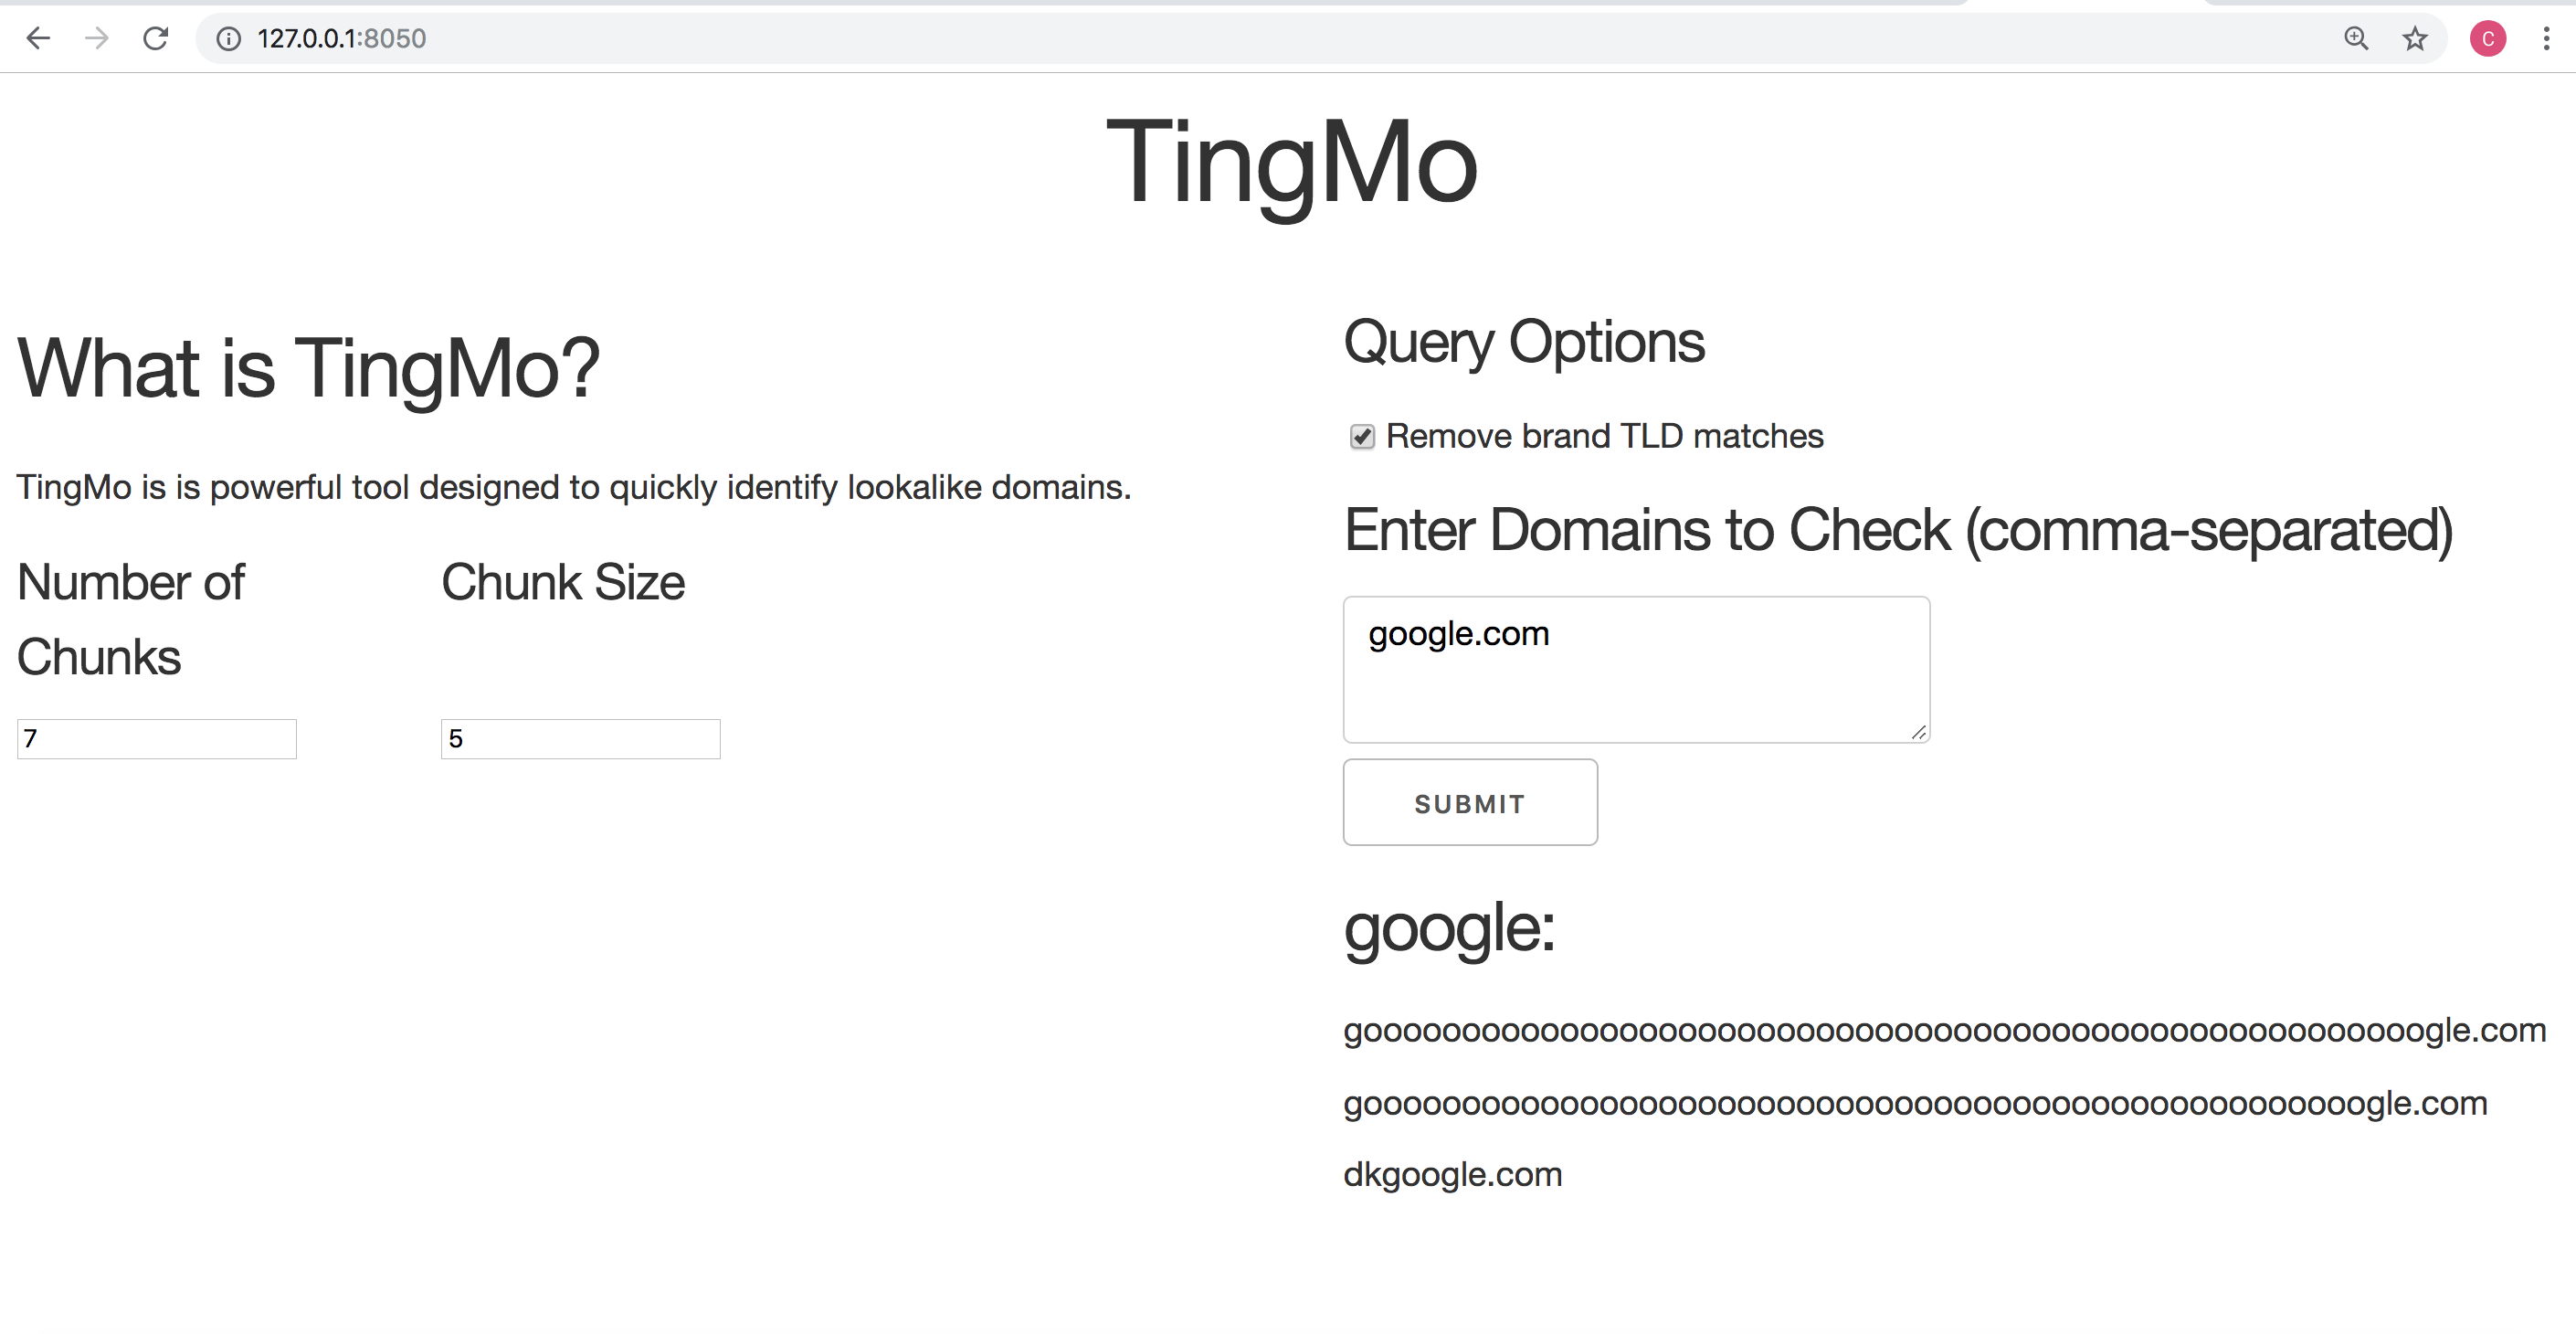 127.0.0.1:8050
C
TingMo
What is TingMo?
TingMo is is powerful tool designed to quickly identify lookalike domains.
Number of Chunks
7
Chunk Size
5
Query Options
Remove brand TLD matches
Enter Domains to Check (comma-separated)
google.com
SUBMIT
google:
goooooooooooooooooooooooooooooooooooooooooooooooooooooogle.com
gooooooooooooooooooooooooooooooooooooooooooooooooooogle.com
dkgoogle.com